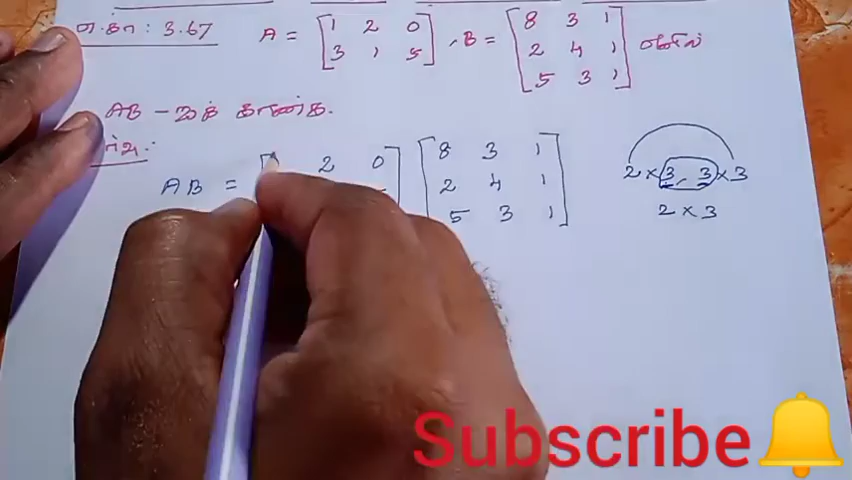 எ.கா : 3.67 A = [1 2 0 , B = [8 3 1 எனில்
3 1 5] 2 4 1
5 3 1]
AB - ஐக் காண்க.
AB = 2 0 8 3 1 2 × 3, 3 × 3
2 4 1 2 × 3
5 3 1
Subscribe